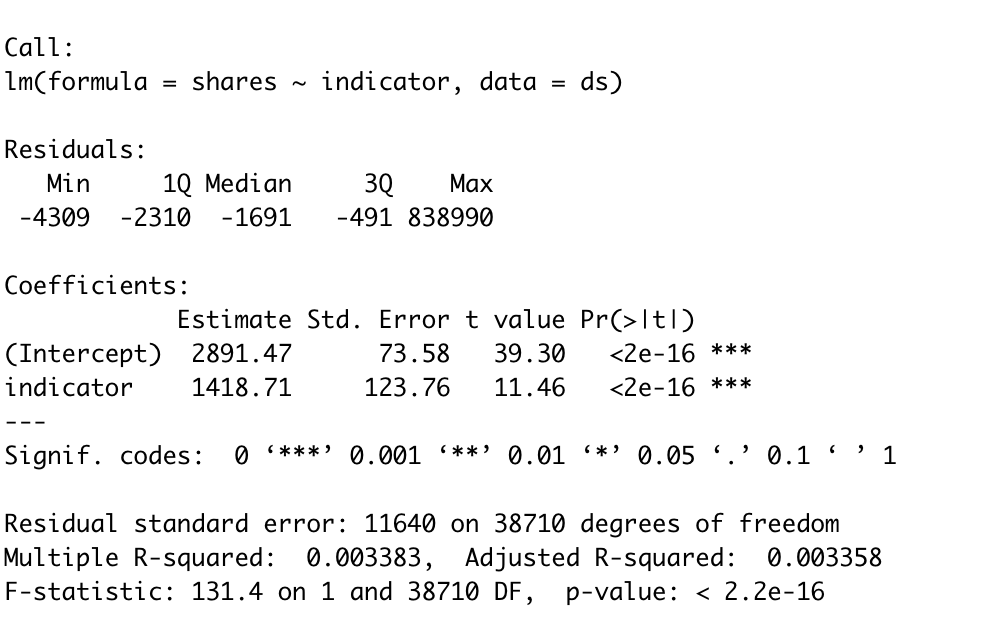 Call:
lm(formula = shares ~ indicator, data = ds)
Residuals:
   Min     1Q Median     3Q    Max
 -4309  -2310  -1691   -491 838990
Coefficients:
            Estimate Std. Error t value Pr(>|t|)
(Intercept)  2891.47      73.58   39.30   <2e-16 ***
indicator    1418.71     123.76   11.46   <2e-16 ***
---
Signif. codes:  0 ‘***’ 0.001 ‘**’ 0.01 ‘*’ 0.05 ‘.’ 0.1 ‘ ’ 1
Residual standard error: 11640 on 38710 degrees of freedom
Multiple R-squared:  0.003383,  Adjusted R-squared:  0.003358
F-statistic: 131.4 on 1 and 38710 DF,  p-value: < 2.2e-16